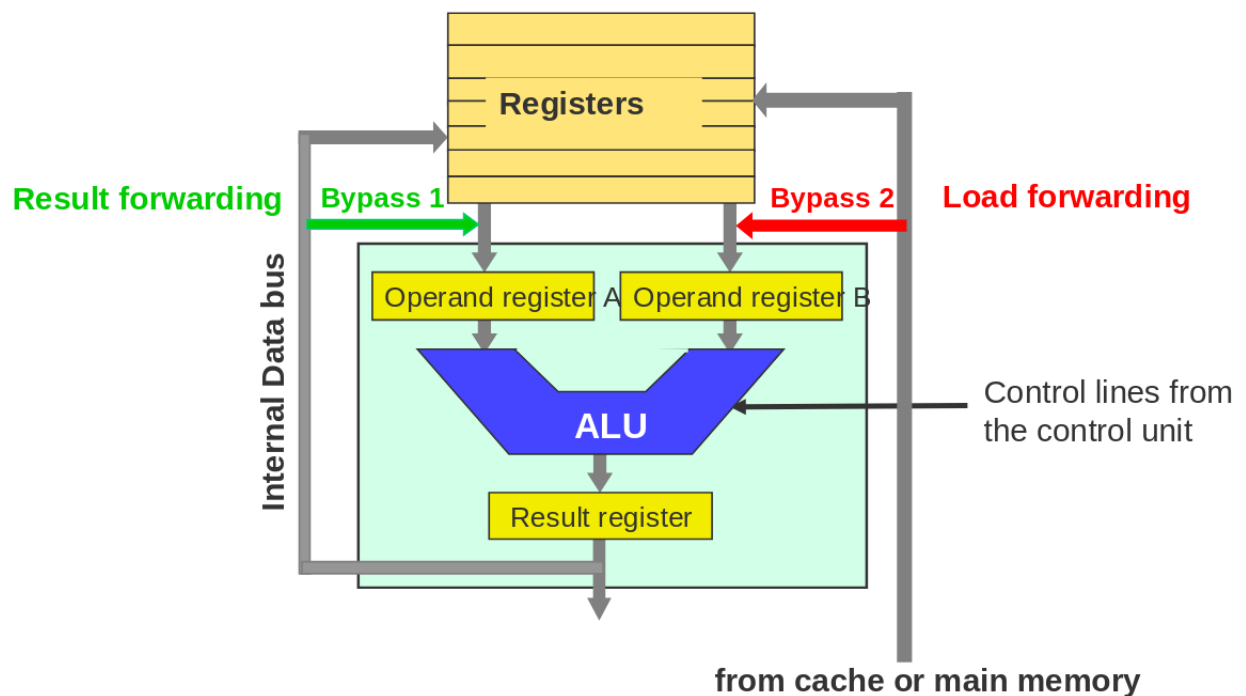 Registers
Result forwarding
Bypass 1
Bypass 2
Load forwarding
Internal Data bus
Operand register A
Operand register B
ALU
Control lines from
the control unit
Result register
from cache or main memory